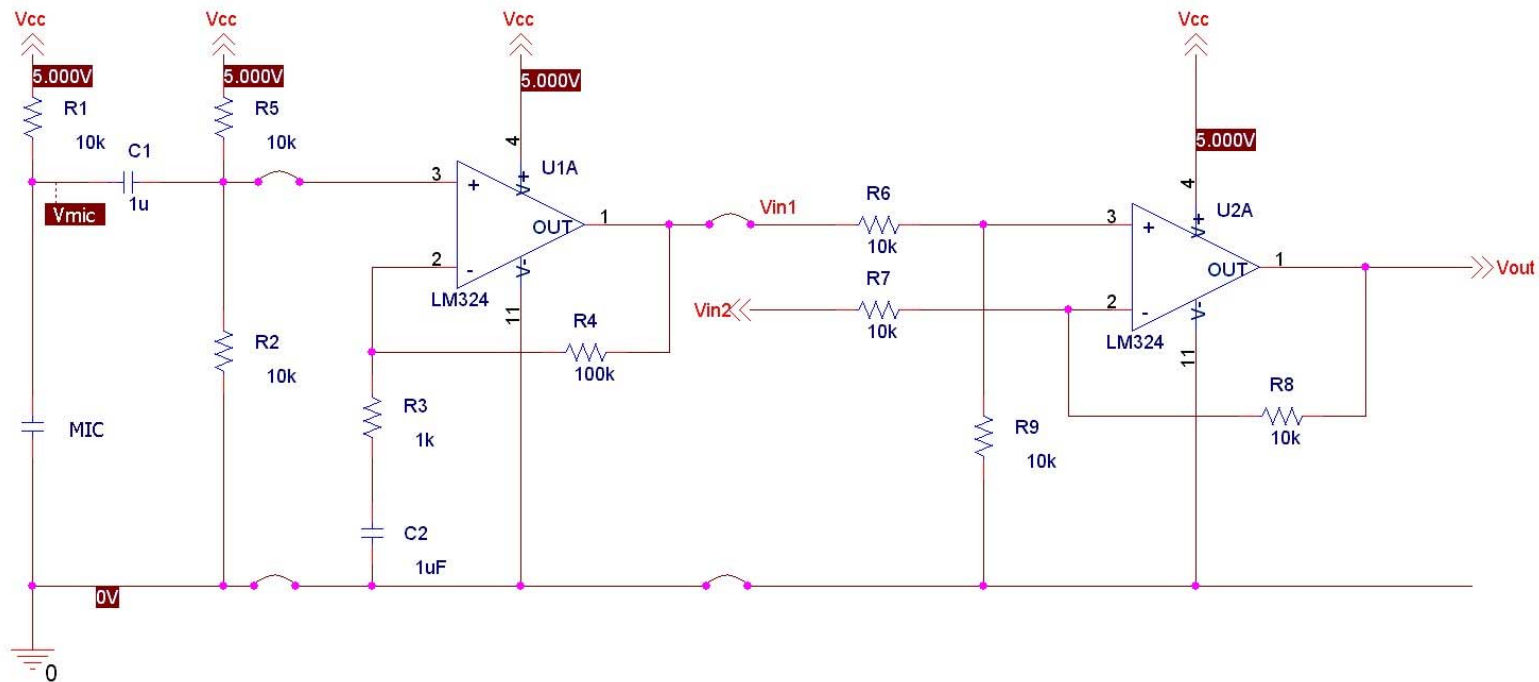 Vcc
Vcc
Vcc
Vcc
5.000V
5.000V
5.000V
5.000V
R1
10k
C1
1u
Vmic
R5
10k
R2
10k
MIC
3
+
2
-
4
V+
U1A
OUT
1
V-
11
LM324
R4
100k
R3
1k
C2
1uF
Vin1
R6
10k
Vin2
R7
10k
R9
10k
3
+
2
-
4
V+
U2A
OUT
1
V-
11
LM324
R8
10k
Vout
0V
0